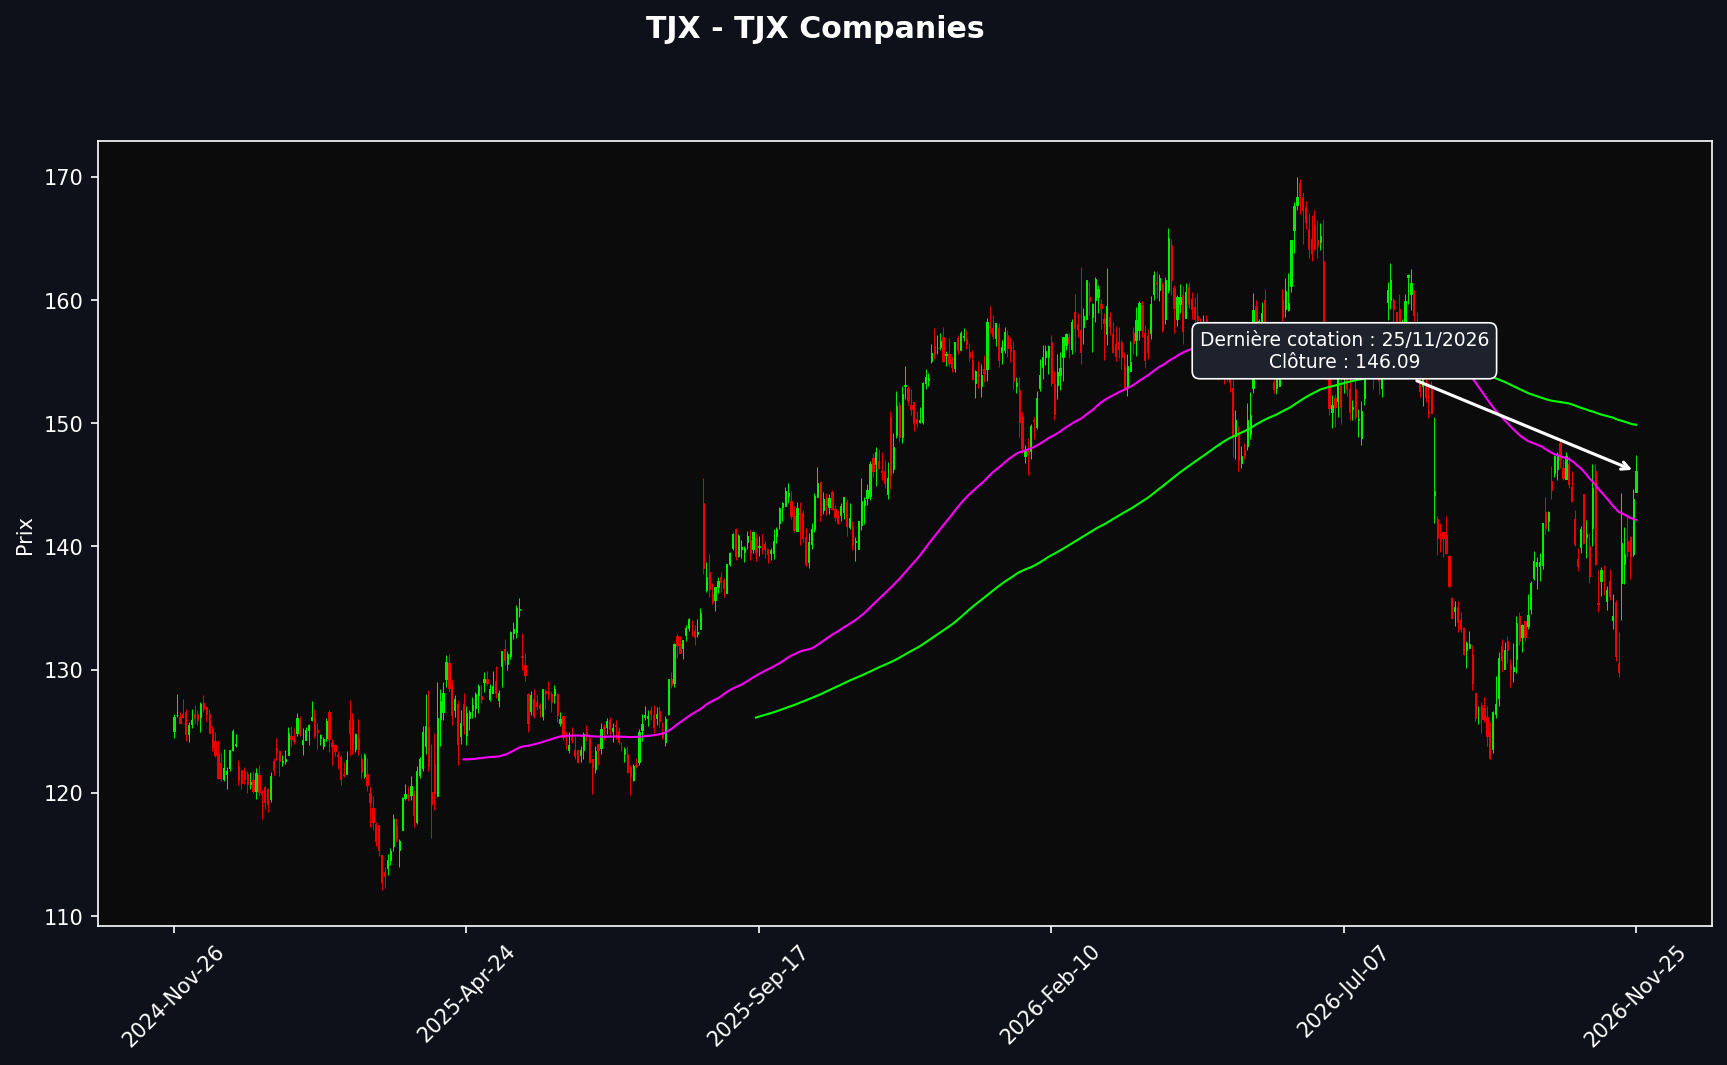 TJX - TJX Companies
170
160
150
140
130
120
110
Prix
Dernière cotation : 25/11/2026
Clôture : 146.09
2024-Nov-26
2025-Apr-24
2025-Sep-17
2026-Feb-10
2026-Jul-07
2026-Nov-25